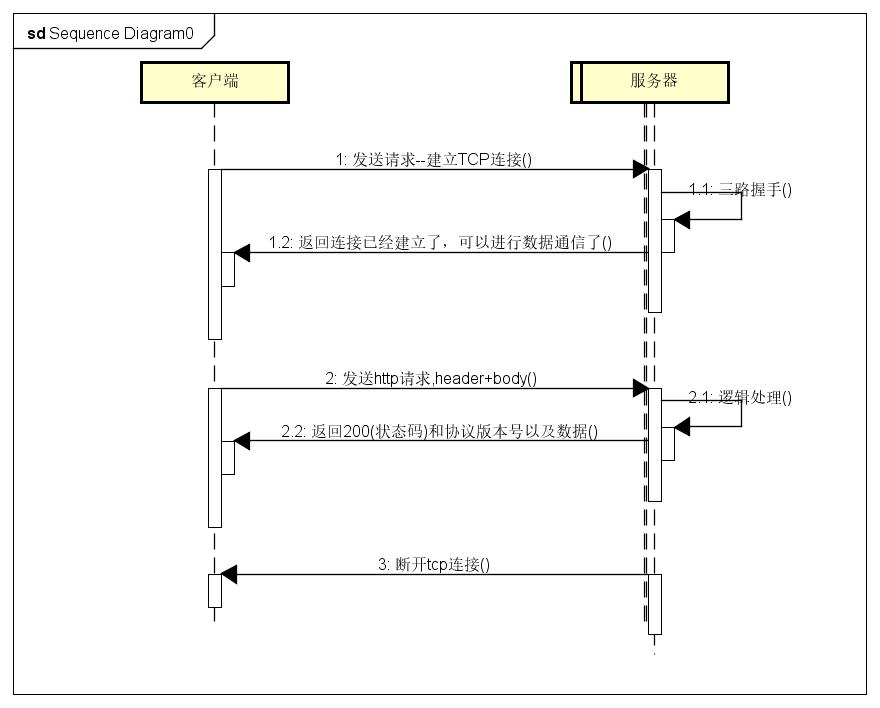 sd Sequence Diagram0
客户端
服务器
1: 发送请求--建立TCP连接()
1.1: 三路握手()
1.2: 返回连接已经建立了，可以进行数据通信了()
2: 发送http请求,header+body()
2.1: 逻辑处理()
2.2: 返回200(状态码)和协议版本号以及数据()
3: 断开tcp连接()